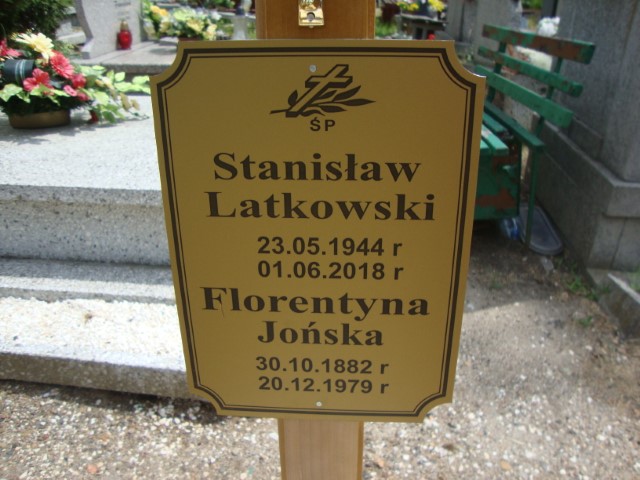 ŚP
Stanisław
Latkowski
23.05.1944 r
01.06.2018 r
Florentyna
Jońska
30.10.1882 r
20.12.1979 r